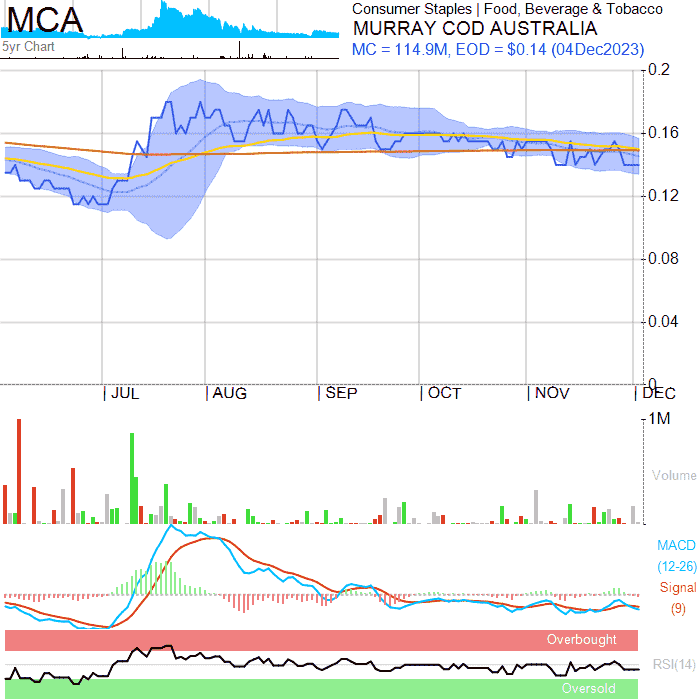 MCA
5yr Chart
Consumer Staples | Food, Beverage & Tobacco
MURRAY COD AUSTRALIA
MC = 114.9M, EOD = $0.14 (04Dec2023)
0.2
0.16
0.12
0.08
0.04
0
JUL AUG SEP OCT NOV DEC
1M
Volume
MACD
(12-26)
Signal
(9)
Overbought
RSI(14)
Oversold